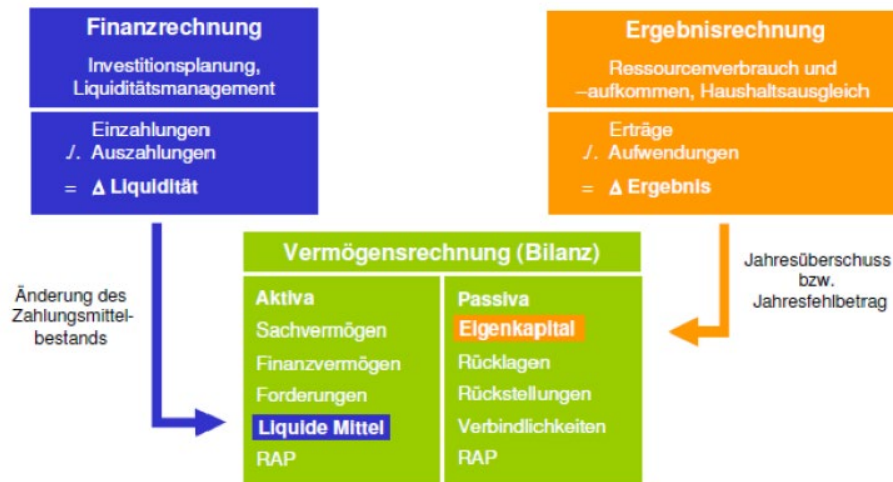 Finanzrechnung
Investitionsplanung,
Liquiditätsmanagement
Einzahlungen
./. Auszahlungen
= Δ Liquidität
Ergebnisrechnung
Ressourcenverbrauch und
–aufkommen, Haushaltsausgleich
Erträge
./. Aufwendungen
= Δ Ergebnis
Änderung des
Zahlungsmittel-
bestands
Vermögensrechnung (Bilanz)
Aktiva
Sachvermögen
Finanzvermögen
Forderungen
Liquide Mittel
RAP
Passiva
Eigenkapital
Rücklagen
Rückstellungen
Verbindlichkeiten
RAP
Jahresüberschuss
bzw.
Jahresfehlbetrag